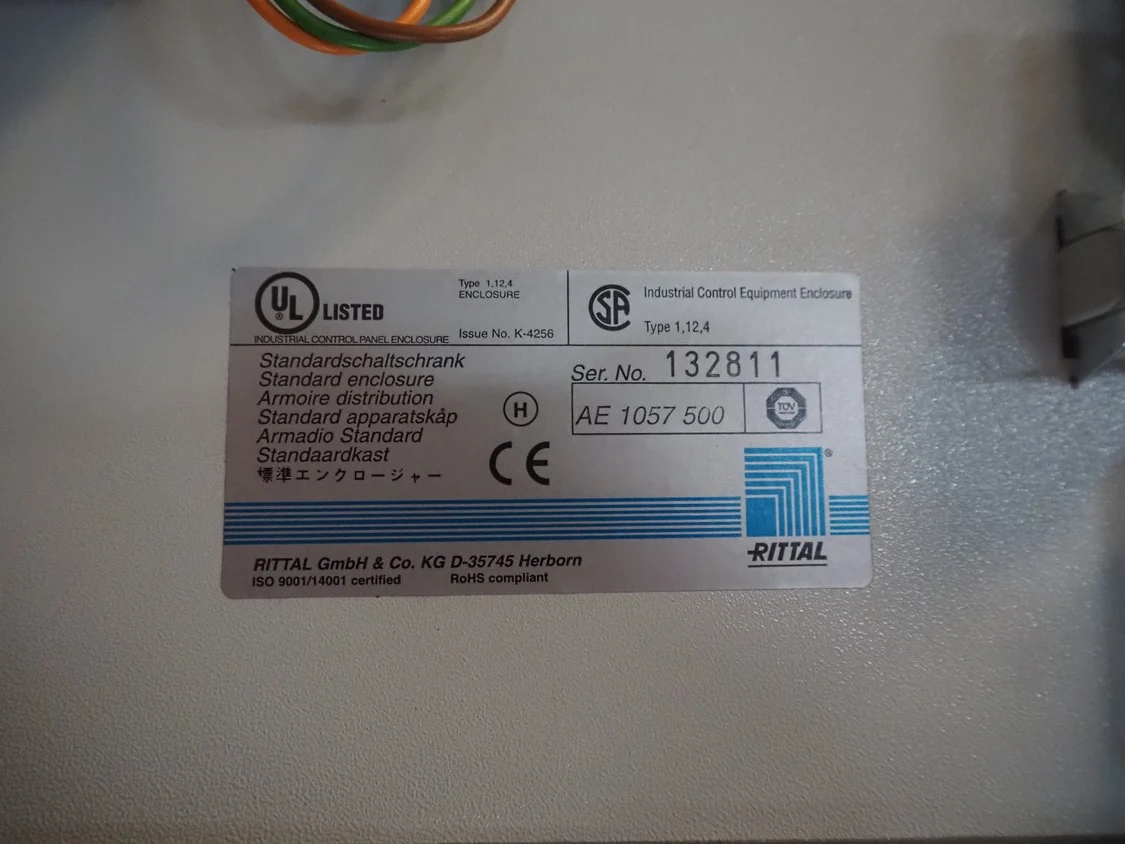 UL ® LISTED
Type 1,12,4
ENCLOSURE
INDUSTRIAL CONTROL PANEL ENCLOSURE
Issue No. K-4256
SA Industrial Control Equipment Enclosure
Type 1,12,4
Standardschaltschrank
Standard enclosure
Armoire distribution
Standard apparatskåp
Armadio Standard
Standaardkast
標準エンクロージャー
H
CE
Ser. No. 132811
AE 1057 500
TÜV
®
RITTAL
RITTAL GmbH & Co. KG D-35745 Herborn
ISO 9001/14001 certified RoHS compliant